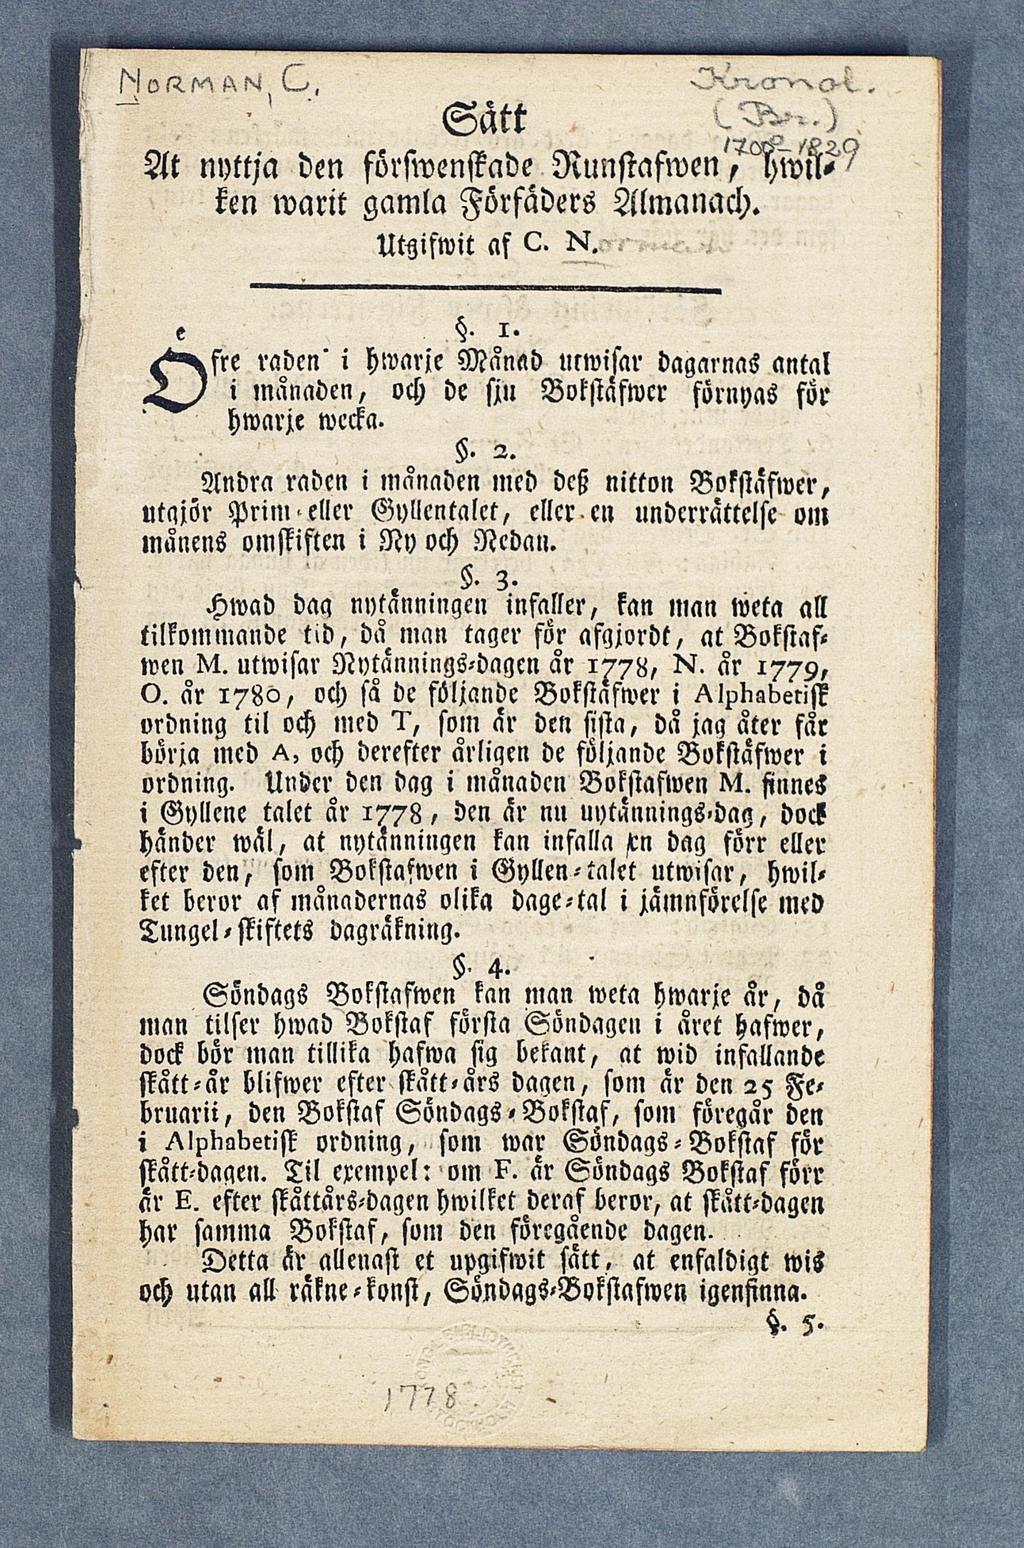 NORMAN, C.
Kronol.
(Br.)
1700-1829
Sätt
At nyttja den förswenskade Runstafwen, hwil-
ken warit gamla Förfäders Almanach.
Utgifwit af C. N.orman
§. 1.
Öfre raden i hwarje Månad utwisar dagarnas antal
i månaden, och de sju Bokstäfwer förnyas för
hwarje wecka.
§. 2.
Andra raden i månaden med deß nitton Bokstäfwer,
utgjör Prim- eller Gyllentalet, eller en underrättelse om
månens omskiften i Ny och Nedan.
§. 3.
Hwad dag nytänningen infaller, kan man weta all
tilkommande tid, då man tager för afgjordt, at Bokstaf-
wen M. utwisar Nytännings-dagen år 1778, N. år 1779,
O. år 1780, och så de följande Bokstäfwer i Alphabetisk
ordning til och med T, som är den sista, då jag åter får
börja med A, och derefter årligen de följande Bokstäfwer i
ordning. Under den dag i månaden Bokstafwen M. finnes
i Gyllene talet år 1778, den är nu nytännings-dag, dock
händer wäl, at nytänningen kan infalla en dag förr eller
efter den, som Bokstafwen i Gyllen-talet utwisar, hwil-
ket beror af månadernas olika dage-tal i jämnförelse med
Tungel-skiftets dagräkning.
§. 4.
Söndags Bokstafwen kan man weta hwarje år, då
man tilser hwad Bokstaf första Söndagen i året hafwer,
dock bör man tillika hafwa sig bekant, at wid infallande
skått-år blifwer efter skått-års dagen, som är den 25 Fe-
bruarii, den Bokstaf Söndags-Bokstaf, som föregår den
i Alphabetisk ordning, som war Söndags-Bokstaf för
skått-dagen. Til exempel: om F. är Söndags Bokstaf förr
är E. efter skåttårs-dagen hwilket deraf beror, at skått-dagen
har samma Bokstaf, som den föregående dagen.
Detta är allenast et upgifwit sätt, at enfaldigt wis
och utan all räkne-konst, Söndags-Bokstafwen igenfinna.
§. 5.
1778